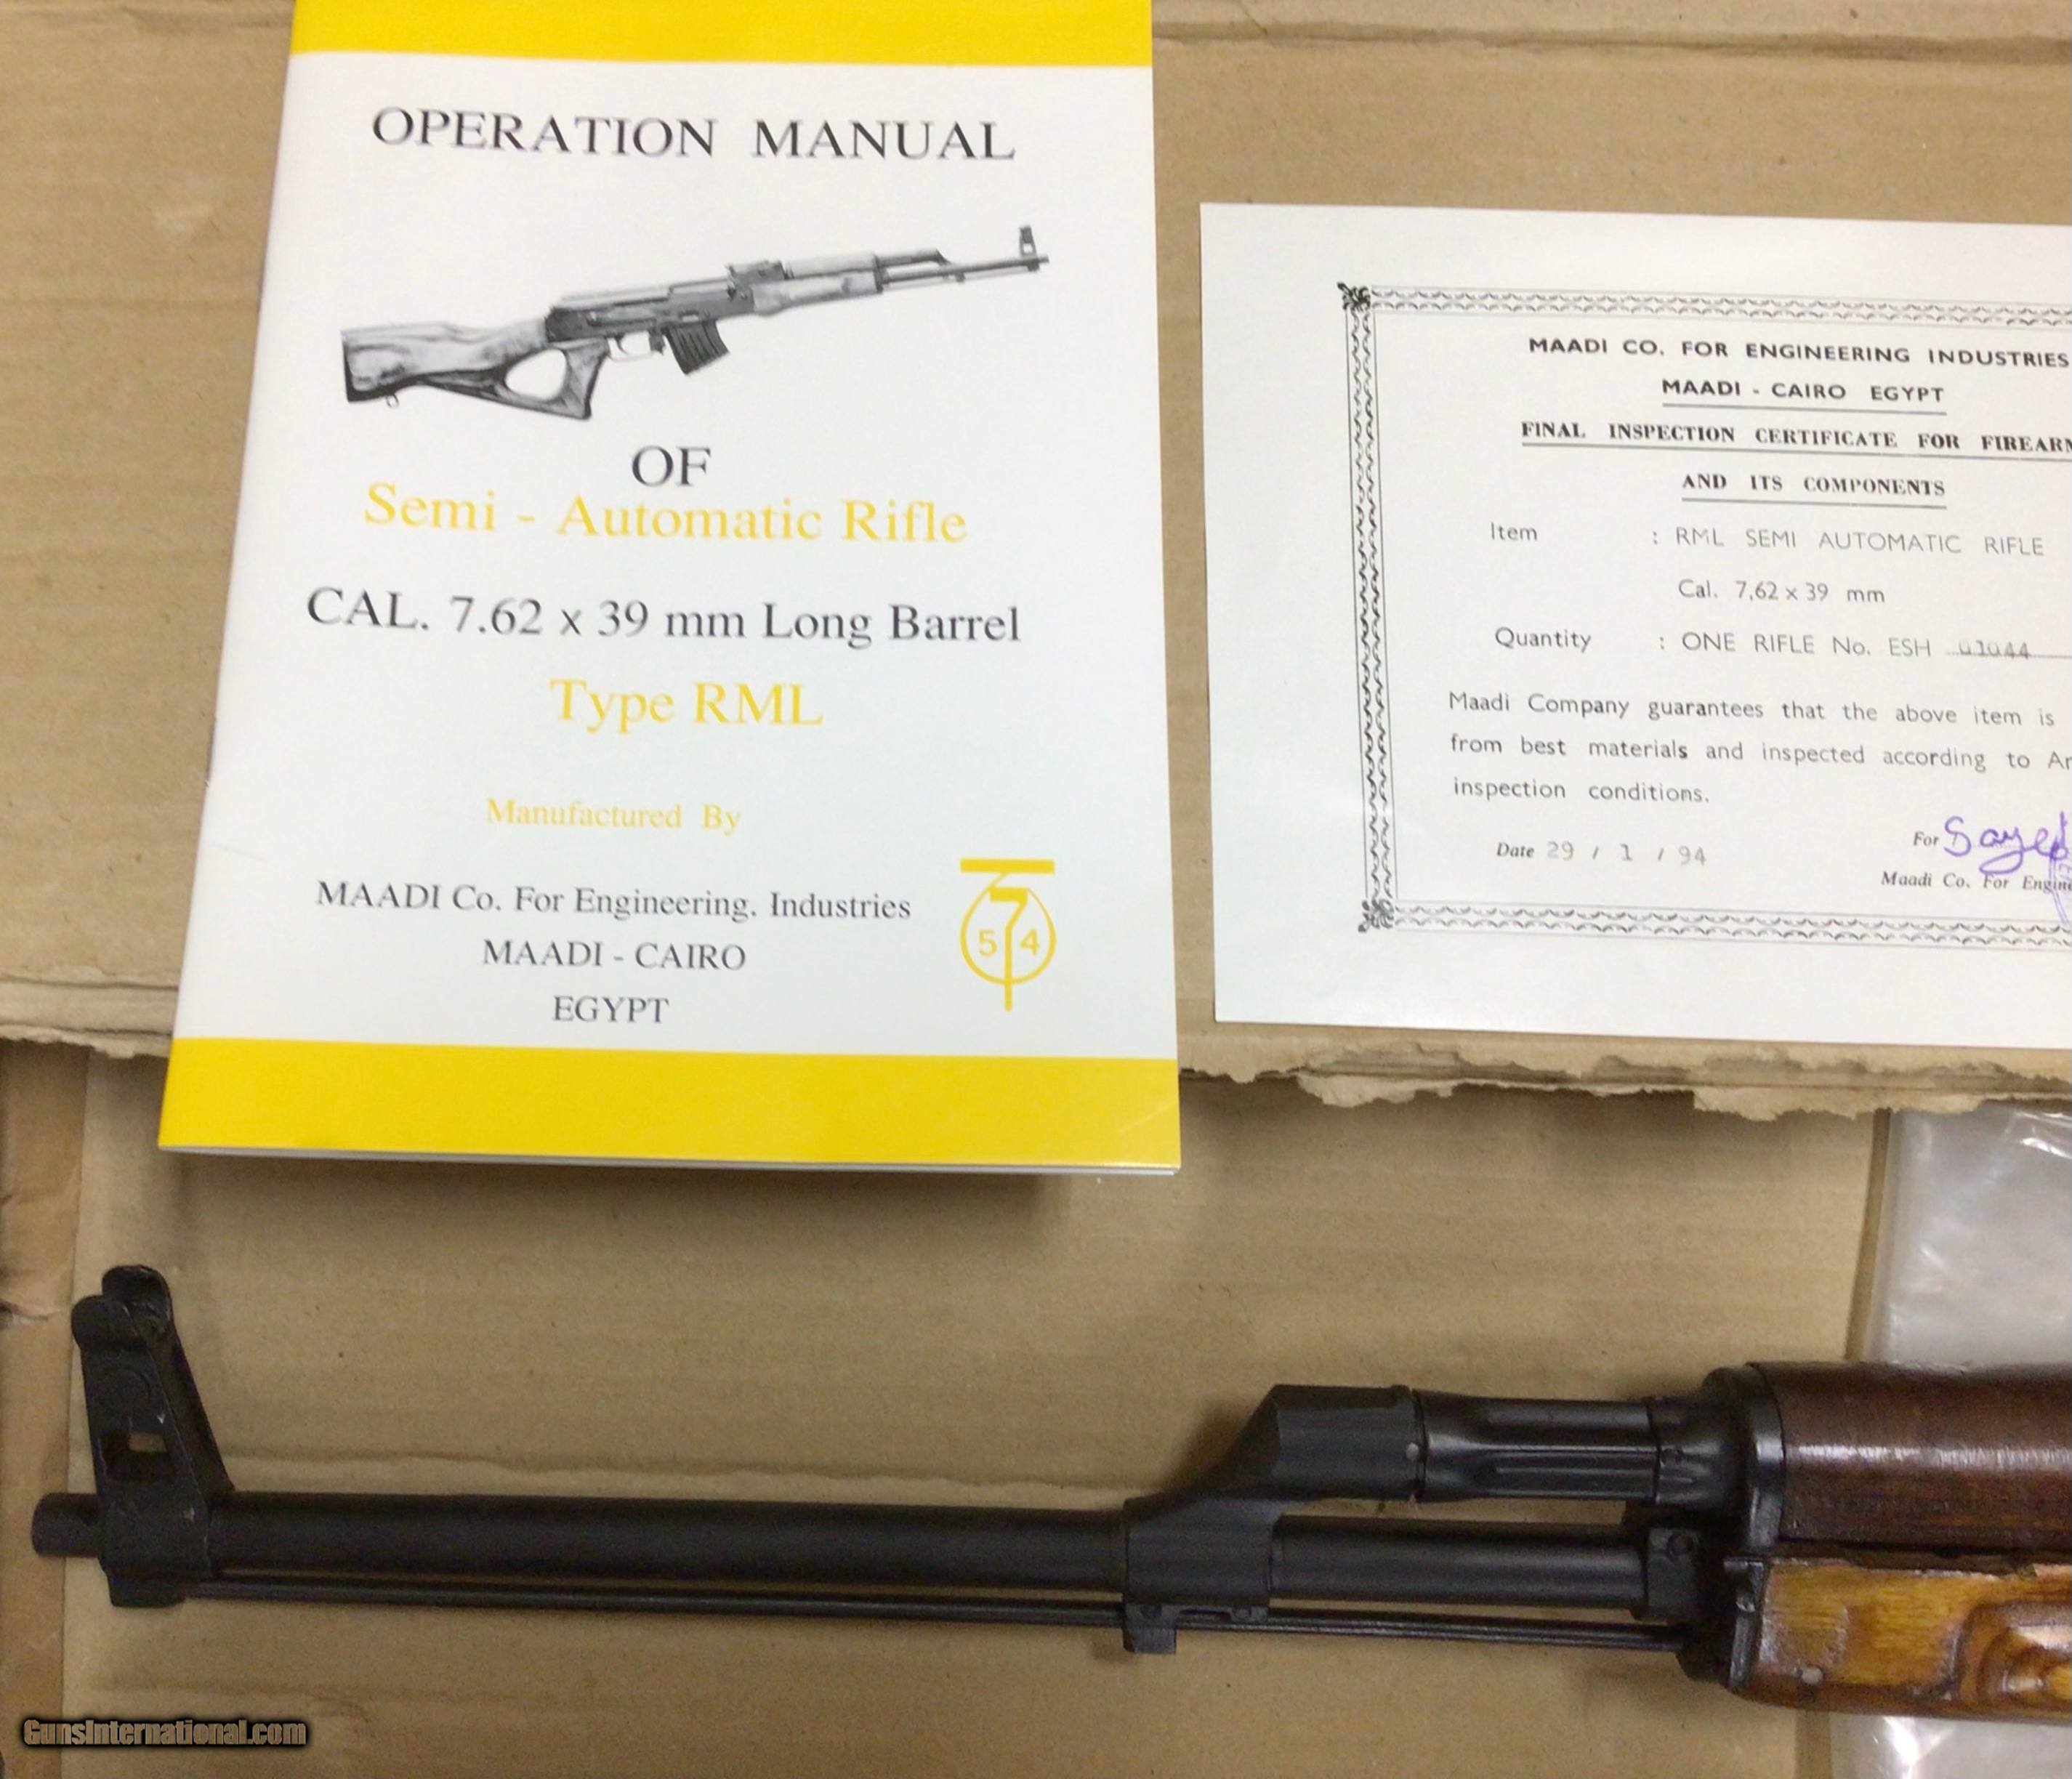 OPERATION MANUAL
OF
Semi - Automatic Rifle
CAL. 7.62 x 39 mm Long Barrel
Type RML
Manufactured By
MAADI Co. For Engineering. Industries
MAADI - CAIRO
EGYPT
5 4
MAADI CO. FOR ENGINEERING INDUSTRIES
MAADI - CAIRO EGYPT
FINAL INSPECTION CERTIFICATE FOR FIREARM
AND ITS COMPONENTS
Item : RML SEMI AUTOMATIC RIFLE
Cal. 7,62 x 39 mm
Quantity : ONE RIFLE No. ESH 01044
Maadi Company guarantees that the above item is
from best materials and inspected according to
inspection conditions.
Date 29 / 1 / 94
For Sayed
Maadi Co. For Engine
GunsInternational.com